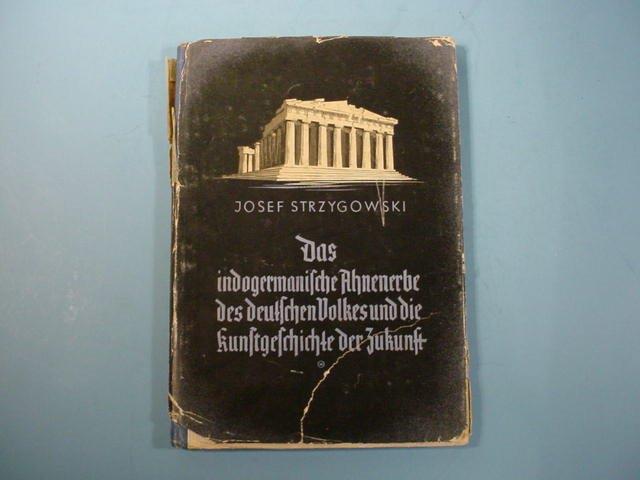 JOSEF STRZYGOWSKI
Das
indogermanische Ahnenerbe
des deutschen Volkes und die
Kunstgeschichte der Zukunft